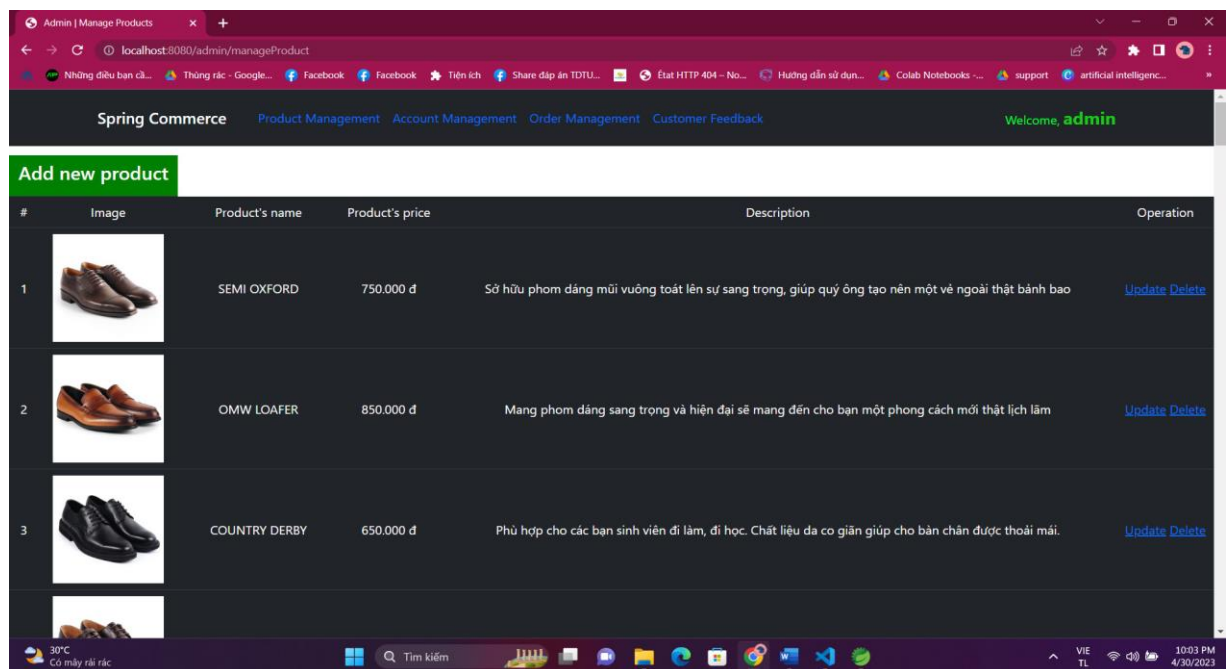 Admin | Manage Products
localhost:8080/admin/manageProduct
Những điều bạn cầ... Thùng rác - Google... Facebook Facebook Tiện ích Share đáp án TDTU... État HTTP 404 – No... Hướng dẫn sử dụn... Colab Notebooks -... support artificial intelligenc... »
Spring Commerce Product Management Account Management Order Management Customer Feedback Welcome, admin
Add new product
# Image Product's name Product's price Description Operation
1 SEMI OXFORD 750.000 đ Sở hữu phom dáng mũi vuông toát lên sự sang trọng, giúp quý ông tạo nên một vẻ ngoài thật bảnh bao Update Delete
2 OMW LOAFER 850.000 đ Mang phom dáng sang trọng và hiện đại sẽ mang đến cho bạn một phong cách mới thật lịch lãm Update Delete
3 COUNTRY DERBY 650.000 đ Phù hợp cho các bạn sinh viên đi làm, đi học. Chất liệu da co giãn giúp cho bàn chân được thoải mái. Update Delete
30°C
Có mây rải rác
Tìm kiếm
VIE
TL
10:03 PM
4/30/2023